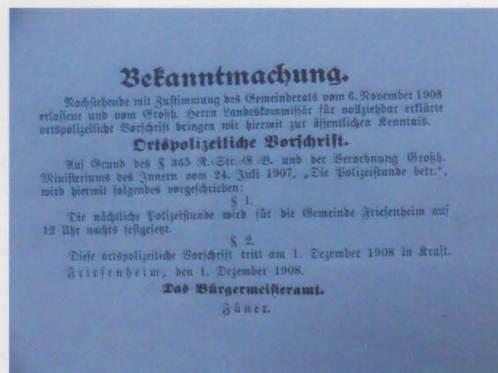 Bekanntmachung.
Nachstehende mit Zustimmung des Gemeinderats vom 6. November 1908
erlassene und vom Großh. Herrn Landeskommissär für vollziehbar erklärte
ortspolizeiliche Vorschrift bringen wir hiermit zur öffentlichen Kenntnis.
Ortspolizeiliche Vorschrift.
Auf Grund des § 365 R.-Str.-G.-B. und der Verordnung Großh.
Ministeriums des Innern vom 24. Juli 1907, „Die Polizeistunde betr.“,
wird hiermit folgendes vorgeschrieben:
§ 1.
Die nächtliche Polizeistunde wird für die Gemeinde Friesenheim auf
12 Uhr nachts festgesetzt.
§ 2.
Diese ortspolizeiliche Vorschrift tritt am 1. Dezember 1908 in Kraft.
Friesenheim, den 1. Dezember 1908.
Das Bürgermeisteramt.
Jüner.